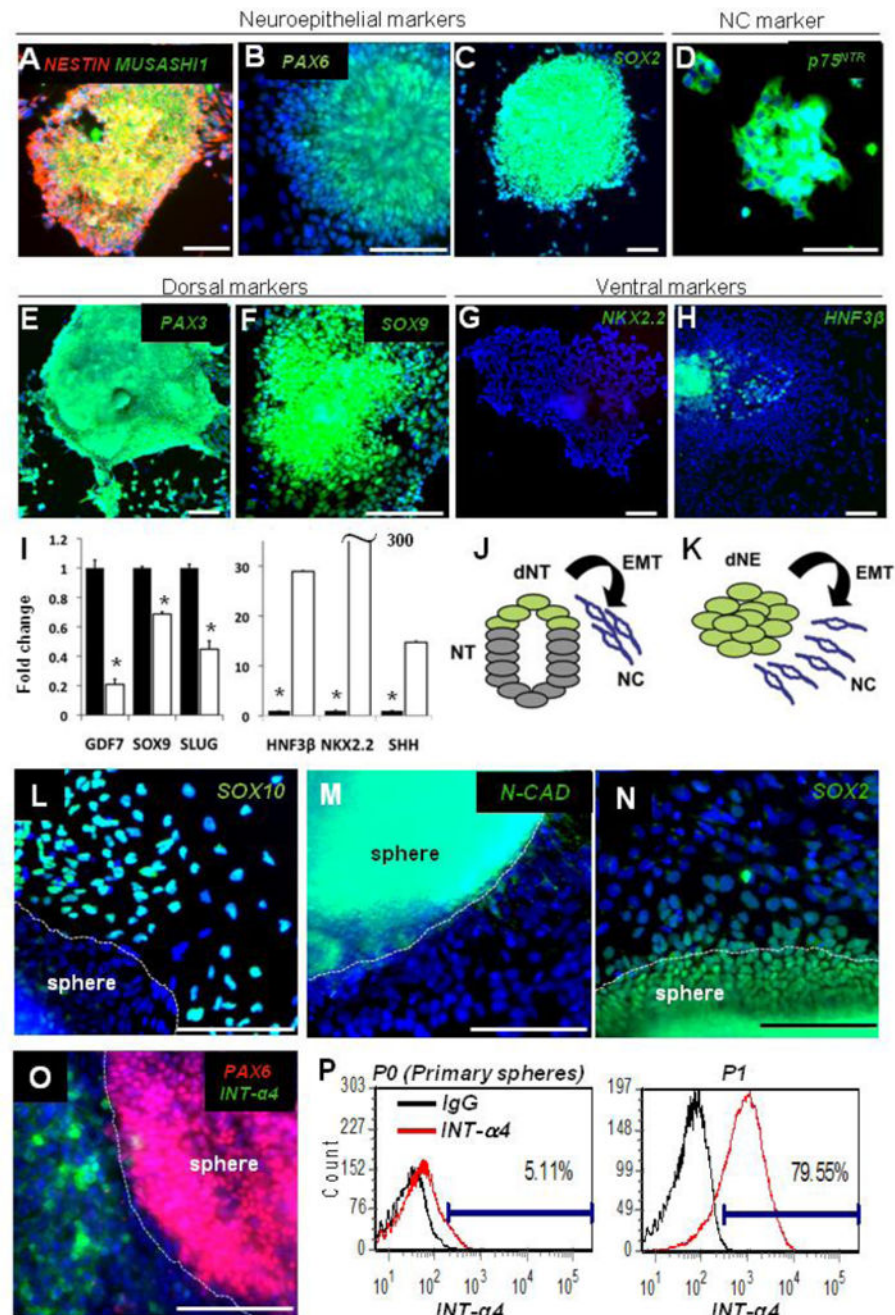 Neuroepithelial markers
NC marker
A NESTIN MUSASHI1
B PAX6
C SOX2
D p75NTR
Dorsal markers
Ventral markers
E PAX3
F SOX9
G NKX2.2
H HNF3β
I
Fold change
1.2
1
0.8
0.6
0.4
0.2
0
*
*
*
GDF7 SOX9 SLUG
300
30
20
10
0
* * *
HNF3β NKX2.2 SHH
J
dNT
EMT
NT
NC
K
dNE
EMT
NC
L SOX10
sphere
M N-CAD
sphere
N SOX2
sphere
O PAX6
INT-α4
sphere
P P0 (Primary spheres)
IgG
INT-α4
5.11%
Count
303
227
152
76
0
101 102 103 104 105
INT-α4
P1
79.55%
197
148
98
49
0
101 102 103 104 105
INT-α4